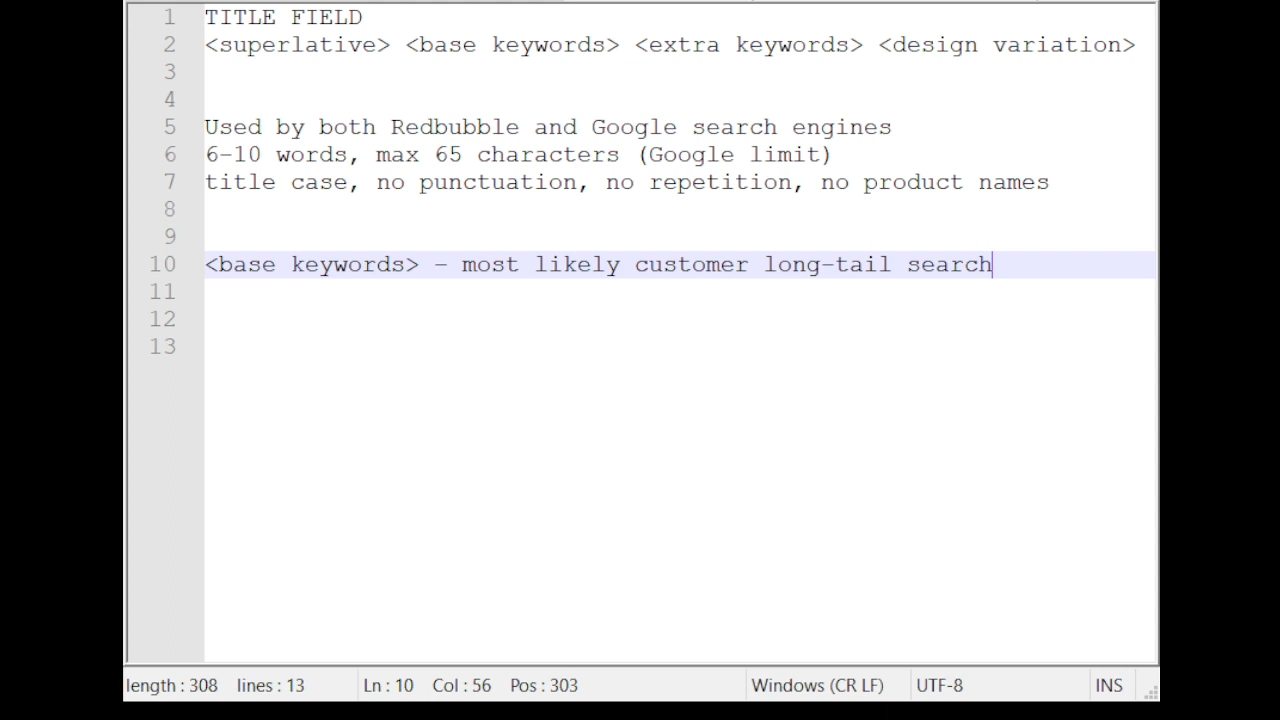 1 TITLE FIELD
2 <superlative> <base keywords> <extra keywords> <design variation>
3
4
5 Used by both Redbubble and Google search engines
6 6-10 words, max 65 characters (Google limit)
7 title case, no punctuation, no repetition, no product names
8
9
10 <base keywords> - most likely customer long-tail search
11
12
13
length : 308 lines : 13 Ln : 10 Col : 56 Pos : 303 Windows (CR LF) UTF-8 INS